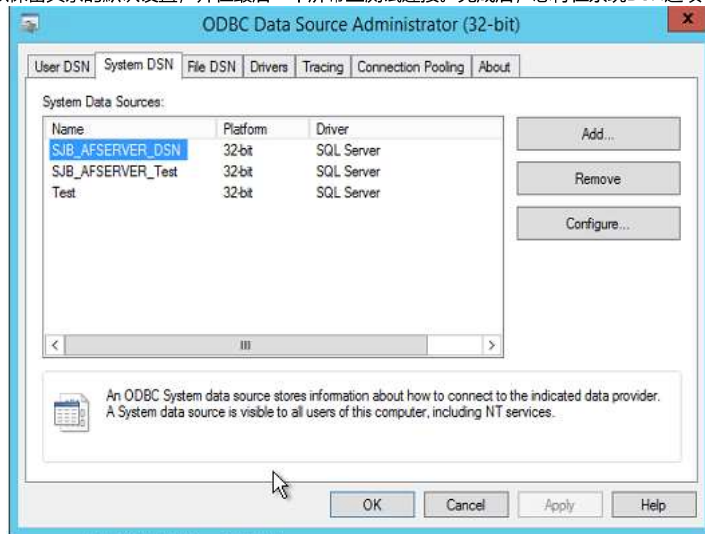 ODBC Data Source Administrator (32-bit)
x
User DSN System DSN File DSN Drivers Tracing Connection Pooling About
System Data Sources:
Name Platform Driver
SJB_AFSERVER_DSN 32-bit SQL Server
SJB_AFSERVER_Test 32-bit SQL Server
Test 32-bit SQL Server
Add...
Remove
Configure...
An ODBC System data source stores information about how to connect to the indicated data provider.
A System data source is visible to all users of this computer, including NT services.
OK Cancel Apply Help